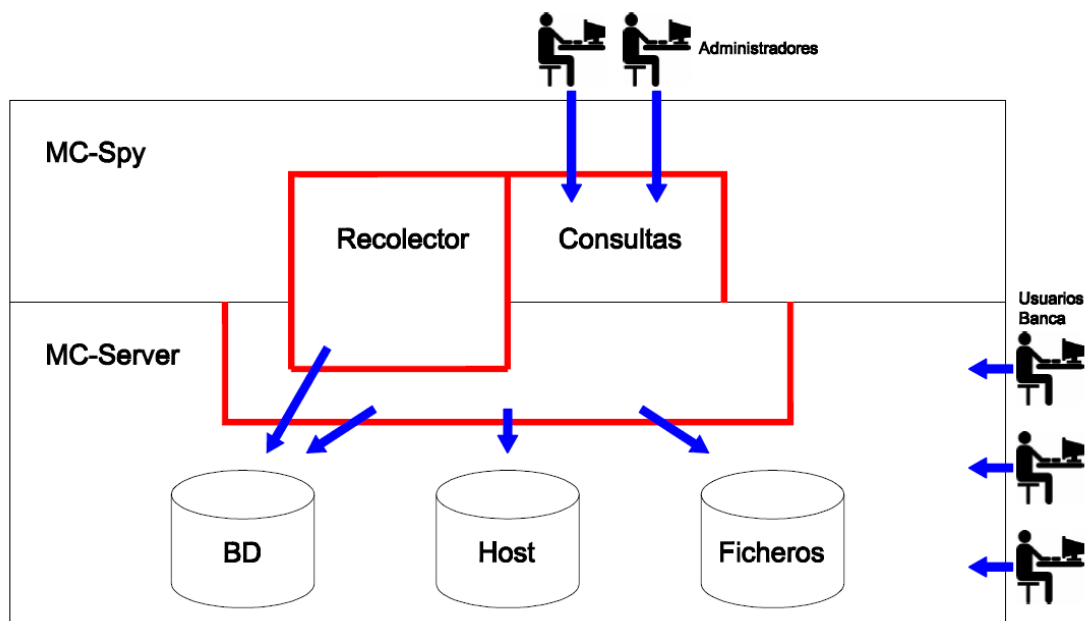 Administradores
MC-Spy
Recolector
Consultas
Usuarios
Banca
MC-Server
BD
Host
Ficheros